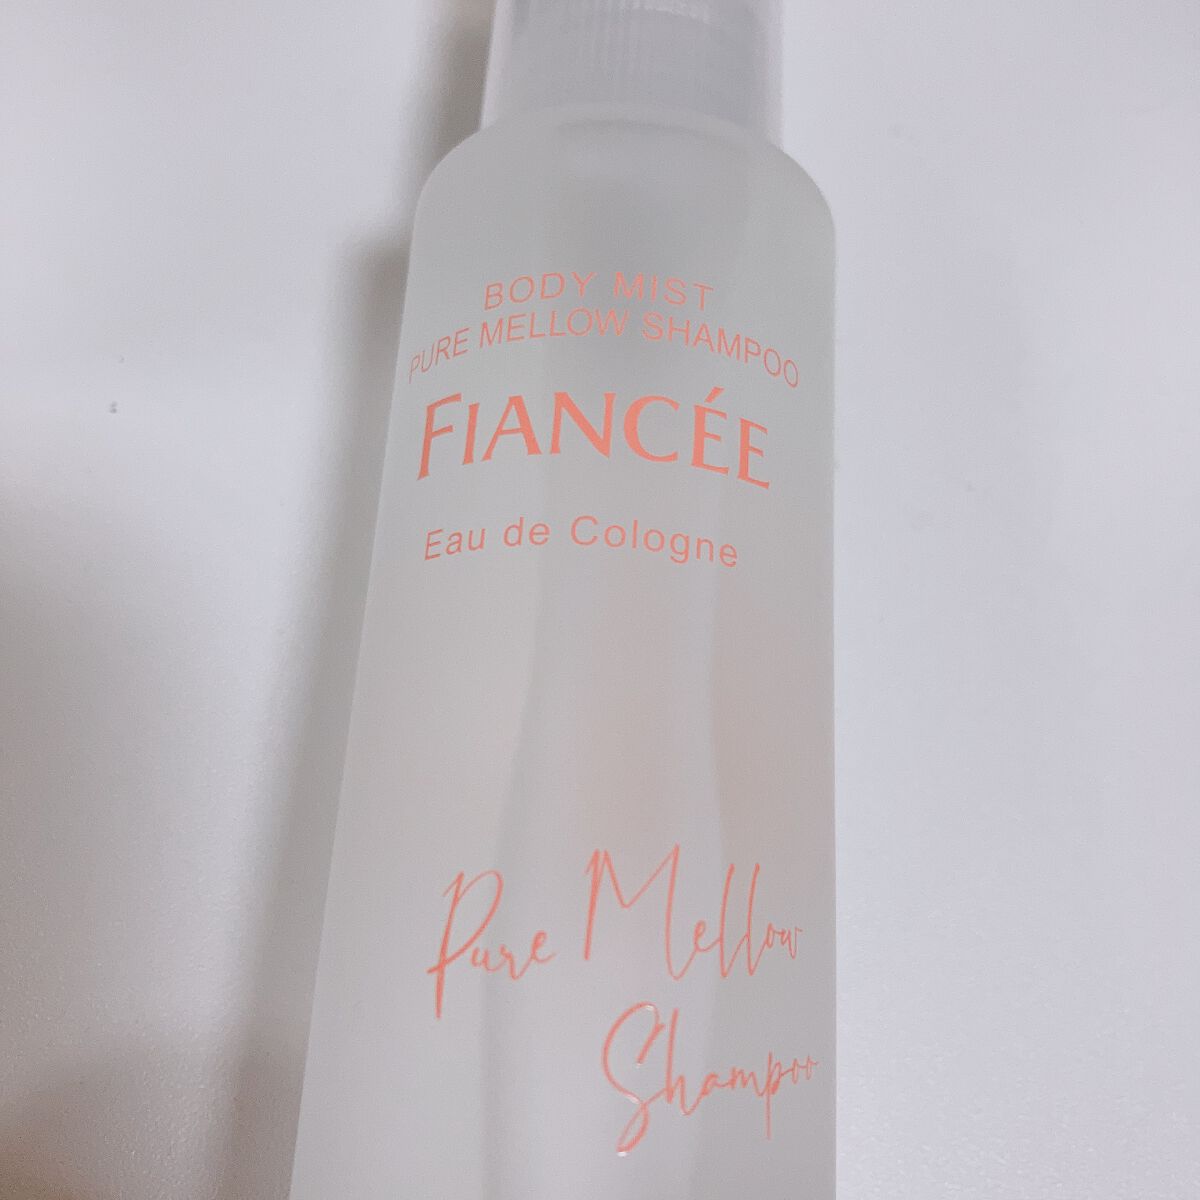 BODY MIST
PURE MELLOW SHAMPOO
FIANCÉE
Eau de Cologne
Pure Mellow
Shampoo